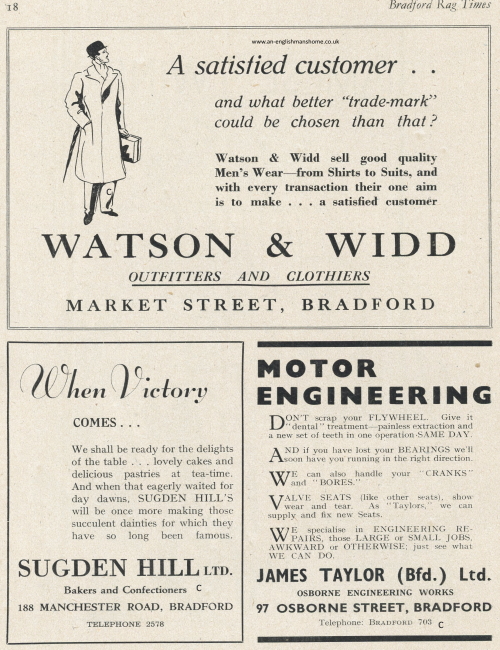 18
Bradford Rag Times
www.an-englishmanshome.co.uk
A satisfied customer . .
and what better "trade-mark"
could be chosen than that?
Watson & Widd sell good quality
Men's Wear—from Shirts to Suits, and
with every transaction their one aim
is to make . . . a satisfied customer
C
WATSON & WIDD
OUTFITTERS AND CLOTHIERS
MARKET STREET, BRADFORD
When Victory
COMES . . .
We shall be ready for the delights
of the table . . . lovely cakes and
delicious pastries at tea-time.
And when that eagerly waited for
day dawns, SUGDEN HILL'S
will be once more making those
succulent dainties for which they
have so long been famous.
SUGDEN HILL LTD.
Bakers and Confectioners C
188 MANCHESTER ROAD, BRADFORD
TELEPHONE 2578
MOTOR
ENGINEERING
DON'T scrap your FLYWHEEL. Give it
"dental" treatment—painless extraction and
a new set of teeth in one operation SAME DAY.
AND if you have lost your BEARINGS we'll
soon have you running in the right direction.
WE can also handle your "CRANKS"
and "BORES."
VALVE SEATS (like other seats), show
wear and tear. As "Taylors," we can
supply and fix new Seats.
WE specialise in ENGINEERING RE-
PAIRS, those LARGE or SMALL JOBS,
AWKWARD or OTHERWISE; just see what
WE CAN DO.
JAMES TAYLOR (Bfd.) Ltd.
OSBORNE ENGINEERING WORKS
97 OSBORNE STREET, BRADFORD
Telephone: BRADFORD 703 C